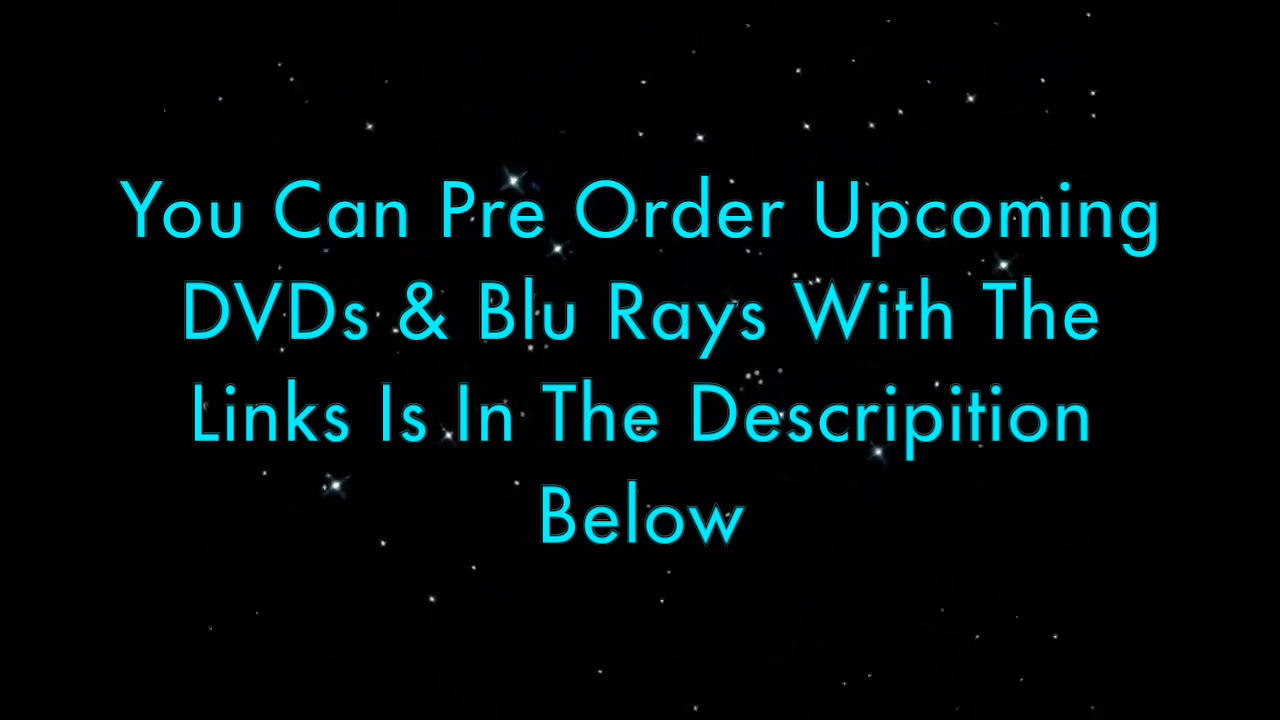 You Can Pre Order Upcoming
DVDs & Blu Rays With The
Links Is In The Descripition
Below